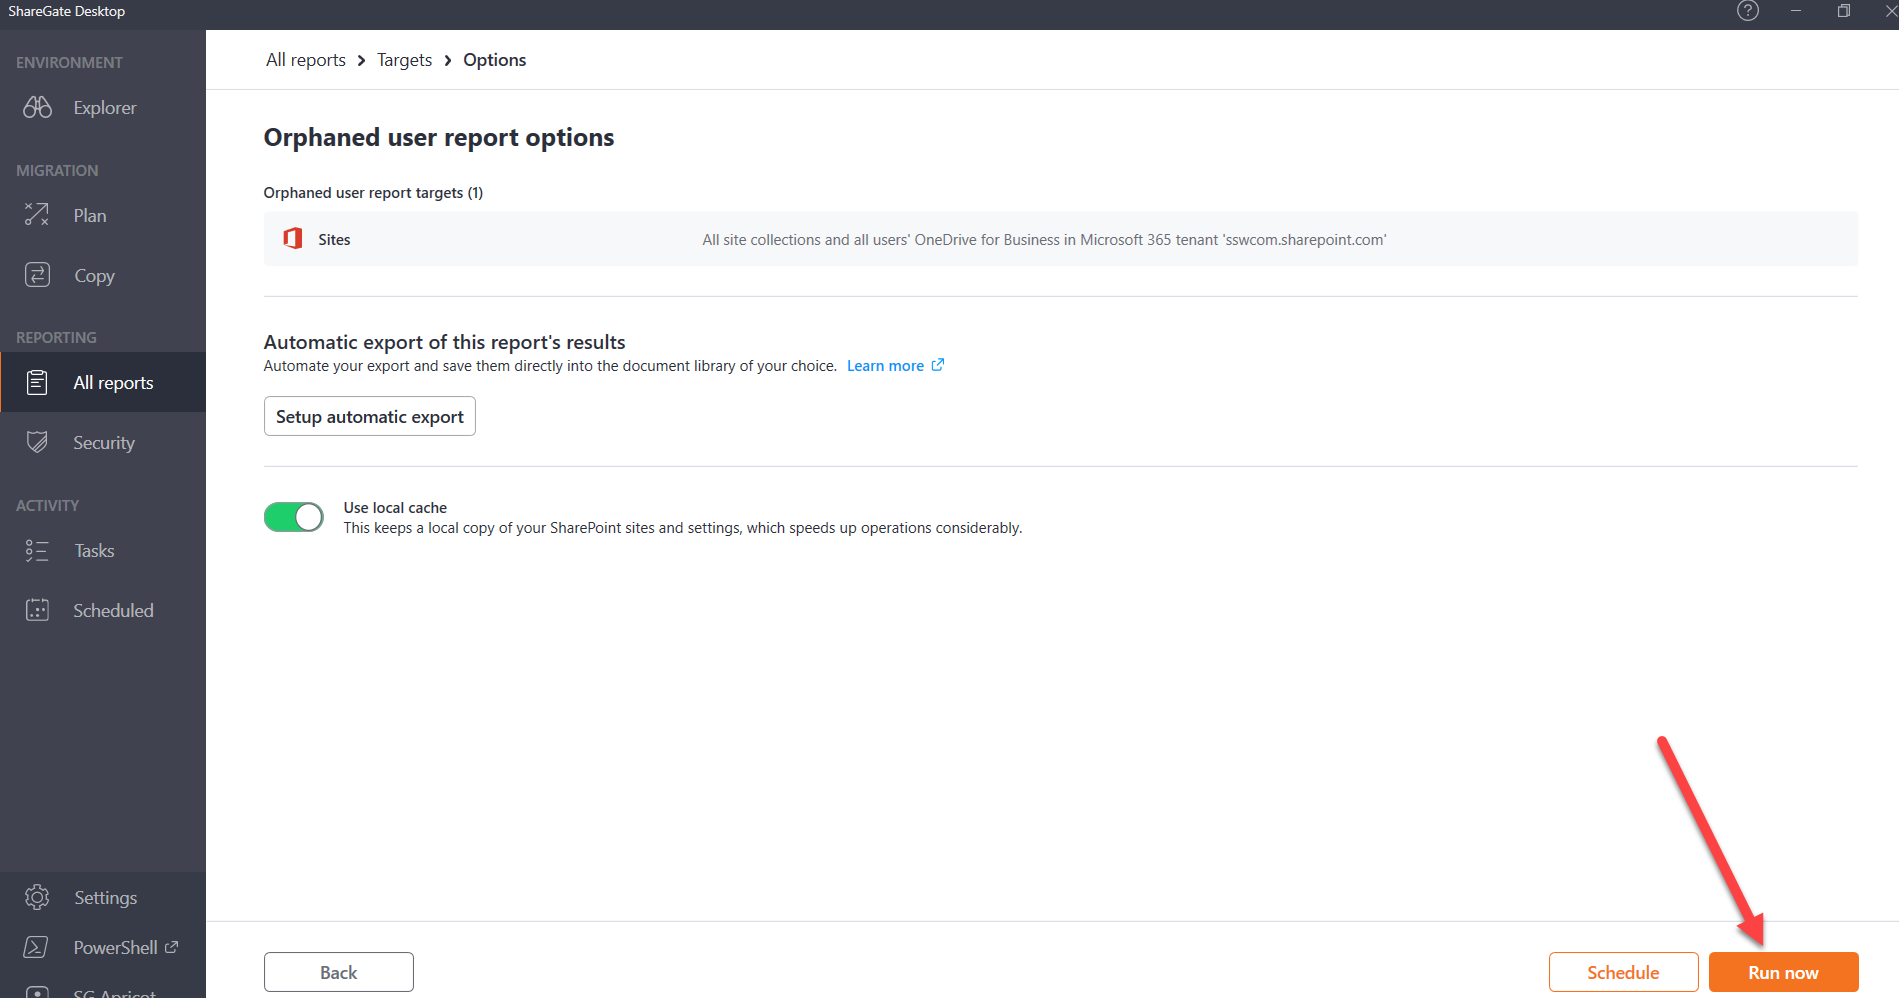 ShareGate Desktop
ENVIRONMENT
Explorer
MIGRATION
Plan
Copy
REPORTING
All reports
Security
ACTIVITY
Tasks
Scheduled
Settings
PowerShell
SG Apricot
All reports > Targets > Options
Orphaned user report options
Orphaned user report targets (1)
Sites All site collections and all users' OneDrive for Business in Microsoft 365 tenant 'sswcom.sharepoint.com'
Automatic export of this report's results
Automate your export and save them directly into the document library of your choice. Learn more
Setup automatic export
Use local cache
This keeps a local copy of your SharePoint sites and settings, which speeds up operations considerably.
Back
Schedule
Run now